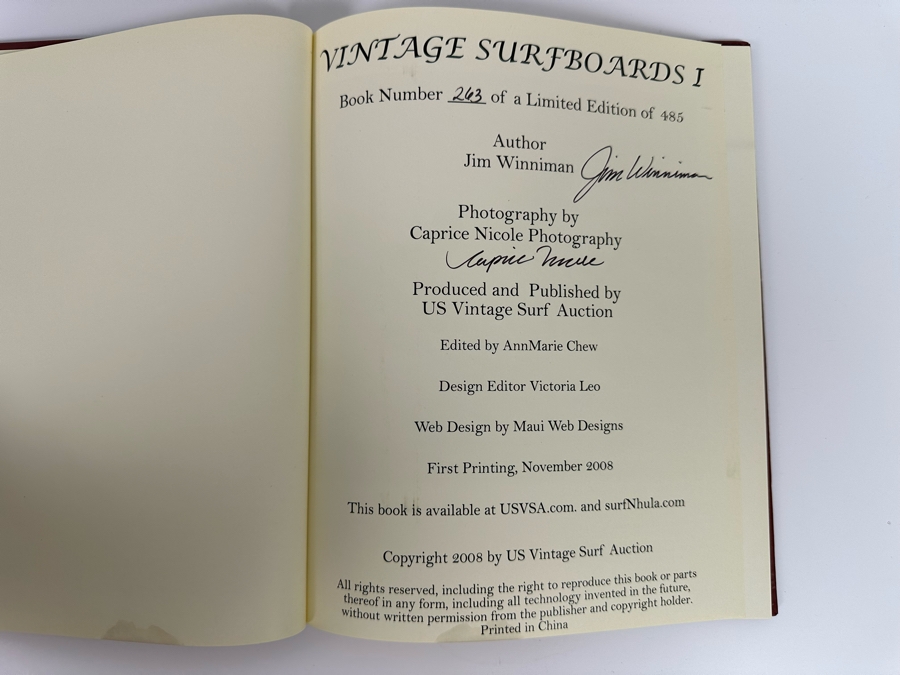 VINTAGE SURFBOARDS I
Book Number 263 of a Limited Edition of 485
Author
Jim Winniman Jim Winniman
Photography by
Caprice Nicole Photography
Caprice Nicole
Produced and Published by
US Vintage Surf Auction
Edited by AnnMarie Chew
Design Editor Victoria Leo
Web Design by Maui Web Designs
First Printing, November 2008
This book is available at USVSA.com. and surfNhula.com
Copyright 2008 by US Vintage Surf Auction
All rights reserved, including the right to reproduce this book or parts
thereof in any form, including all technology invented in the future,
without written permission from the publisher and copyright holder.
Printed in China